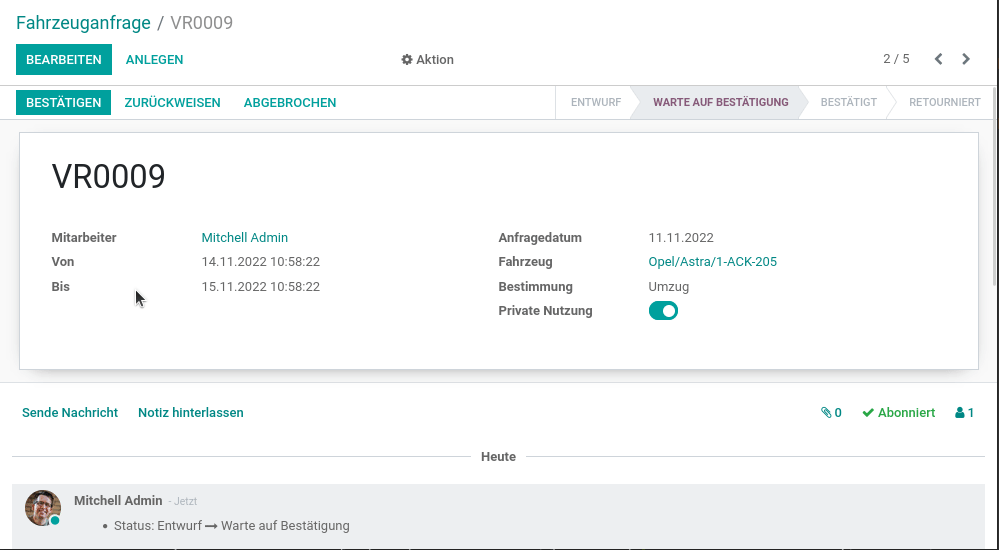 Fahrzeuganfrage / VR0009
BEARBEITEN ANLEGEN Aktion 2 / 5
BESTÄTIGEN ZURÜCKWEISEN ABGEBROCHEN ENTWURF WARTE AUF BESTÄTIGUNG BESTÄTIGT RETOURNIERT
VR0009
Mitarbeiter Mitchell Admin Anfragedatum 11.11.2022
Von 14.11.2022 10:58:22 Fahrzeug Opel/Astra/1-ACK-205
Bis 15.11.2022 10:58:22 Bestimmung Umzug
Private Nutzung
Sende Nachricht Notiz hinterlassen 0 Abonniert 1
Heute
Mitchell Admin - Jetzt
• Status: Entwurf → Warte auf Bestätigung